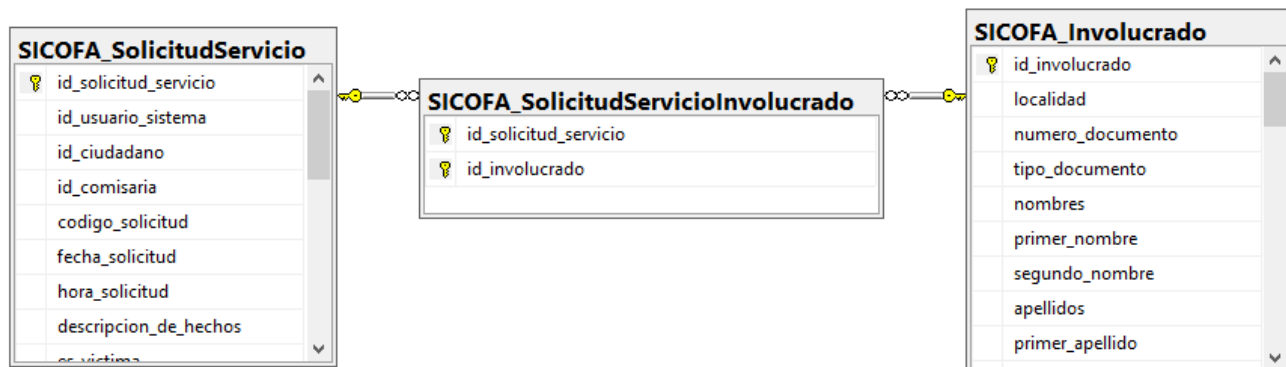 SICOFA_SolicitudServicio
id_solicitud_servicio
id_usuario_sistema
id_ciudadano
id_comisaria
codigo_solicitud
fecha_solicitud
hora_solicitud
descripcion_de_hechos
es_victima
SICOFA_SolicitudServicioInvolucrado
id_solicitud_servicio
id_involucrado
SICOFA_Involucrado
id_involucrado
localidad
numero_documento
tipo_documento
nombres
primer_nombre
segundo_nombre
apellidos
primer_apellido